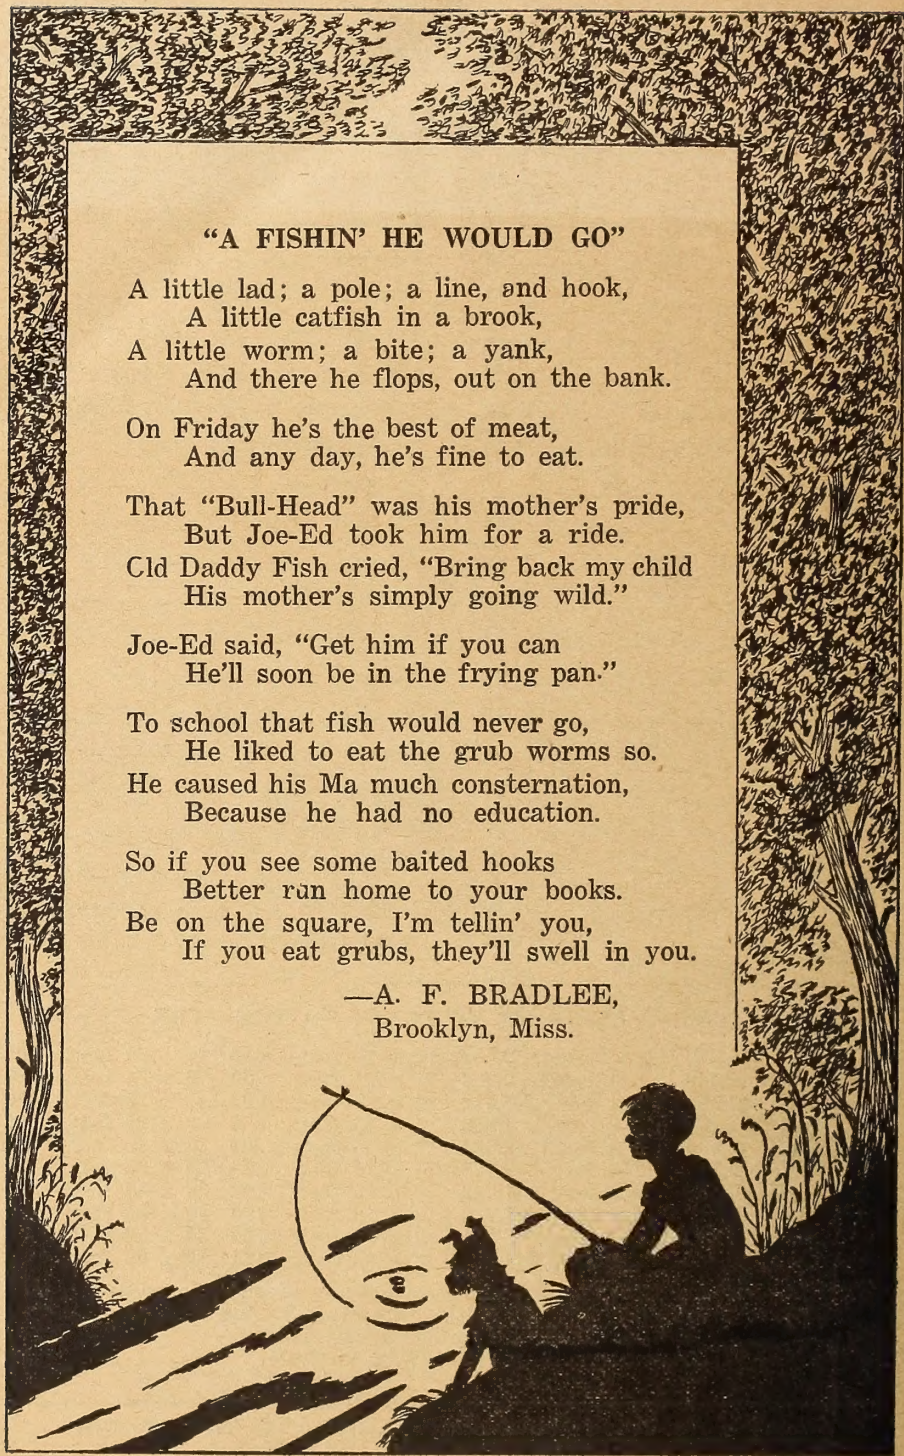 “A FISHIN’ HE WOULD GO”
A little lad; a pole; a line, and hook,
A little catfish in a brook,
A little worm; a bite; a yank,
And there he flops, out on the bank.
On Friday he’s the best of meat,
And any day, he’s fine to eat.
That “Bull-Head” was his mother’s pride,
But Joe-Ed took him for a ride.
Cld Daddy Fish cried, “Bring back my child
His mother’s simply going wild.”
Joe-Ed said, “Get him if you can
He’ll soon be in the frying pan.”
To school that fish would never go,
He liked to eat the grub worms so.
He caused his Ma much consternation,
Because he had no education.
So if you see some baited hooks
Better run home to your books.
Be on the square, I’m tellin’ you,
If you eat grubs, they’ll swell in you.
—A. F. BRADLEE,
Brooklyn, Miss.